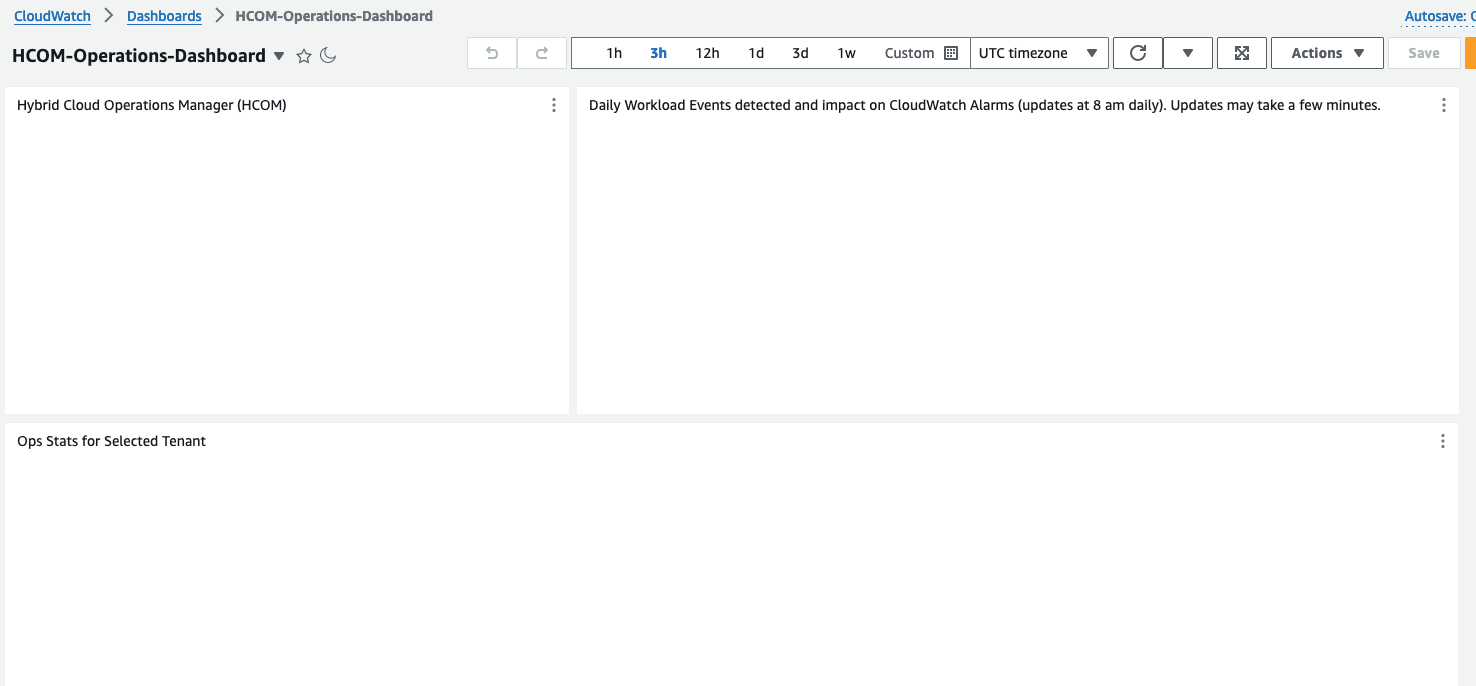 CloudWatch > Dashboards > HCOM-Operations-Dashboard
Autosave:
HCOM-Operations-Dashboard
1h 3h 12h 1d 3d 1w Custom UTC timezone Actions Save
Hybrid Cloud Operations Manager (HCOM)
Daily Workload Events detected and impact on CloudWatch Alarms (updates at 8 am daily). Updates may take a few minutes.
Ops Stats for Selected Tenant